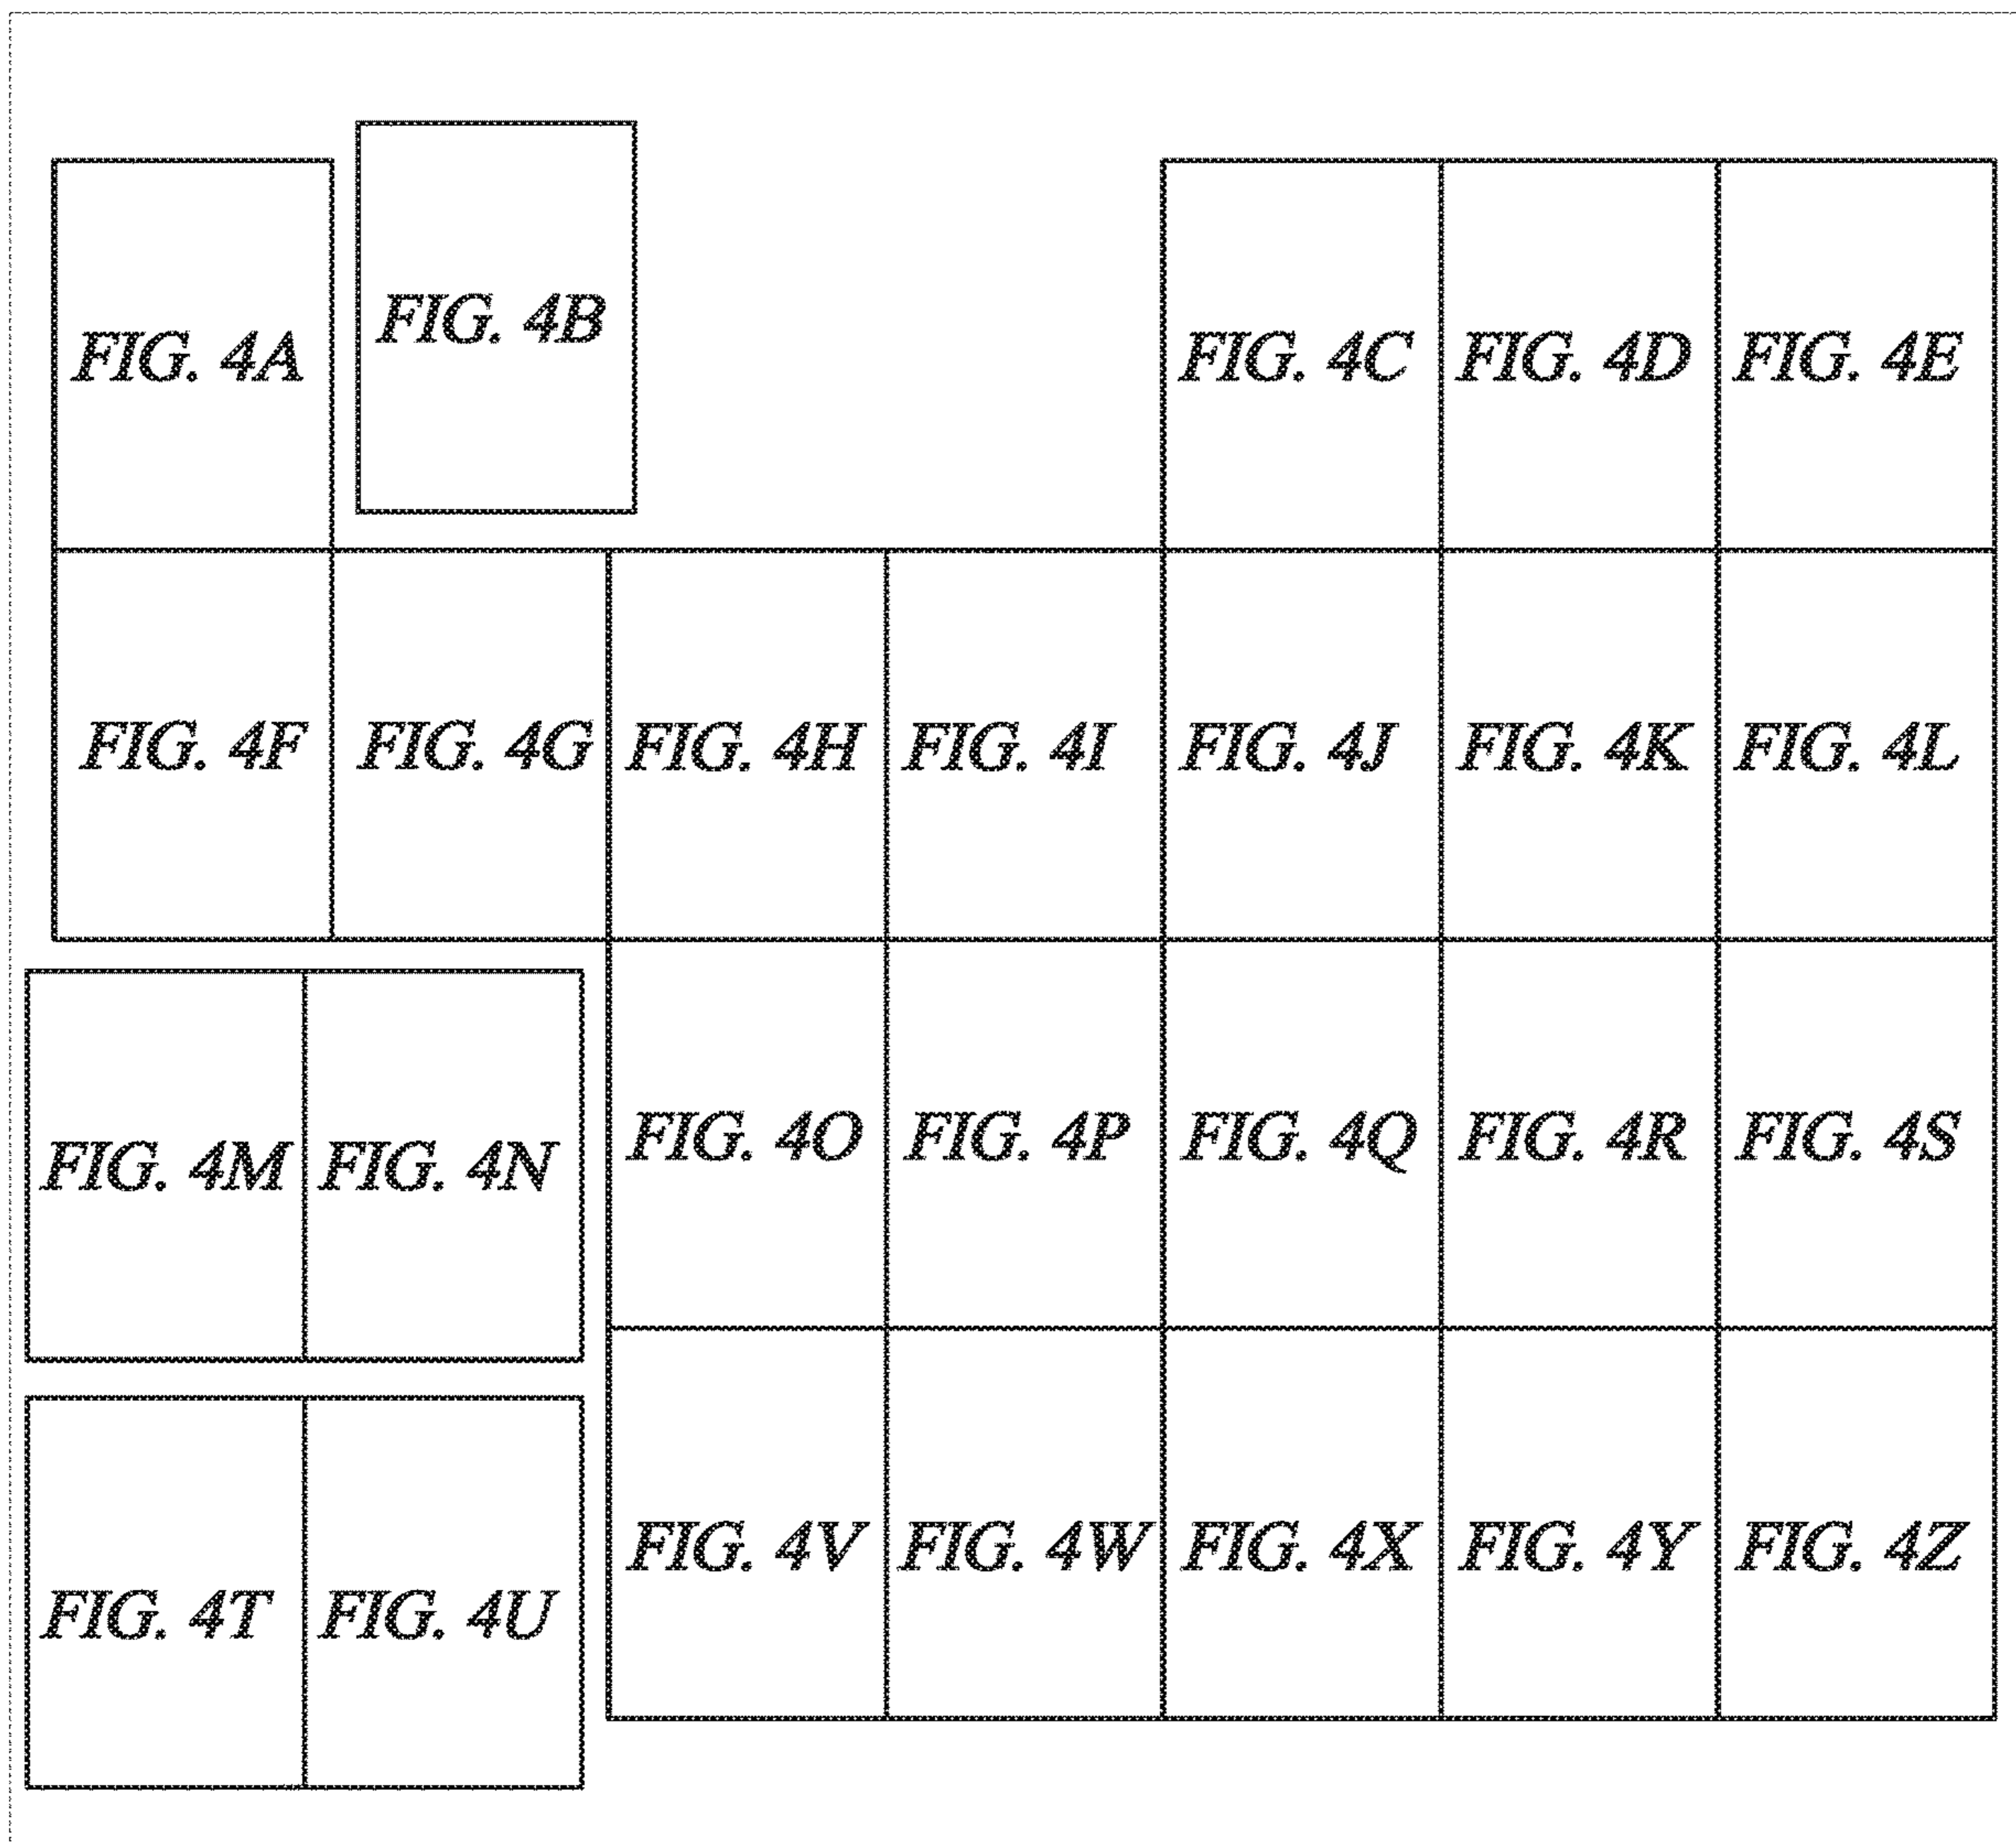 FIG. 4A
FIG. 4B
FIG. 4C
FIG. 4D
FIG. 4E
FIG. 4F
FIG. 4G
FIG. 4H
FIG. 4I
FIG. 4J
FIG. 4K
FIG. 4L
FIG. 4M
FIG. 4N
FIG. 4O
FIG. 4P
FIG. 4Q
FIG. 4R
FIG. 4S
FIG. 4T
FIG. 4U
FIG. 4V
FIG. 4W
FIG. 4X
FIG. 4Y
FIG. 4Z